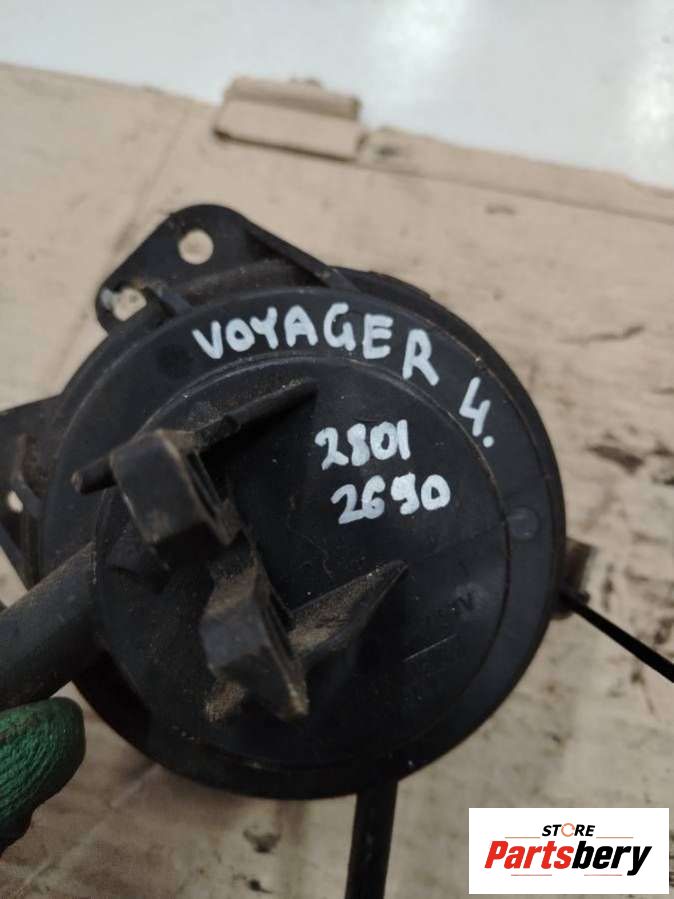 VOYAGER 4.
2801
2690
STORE
Partsbery